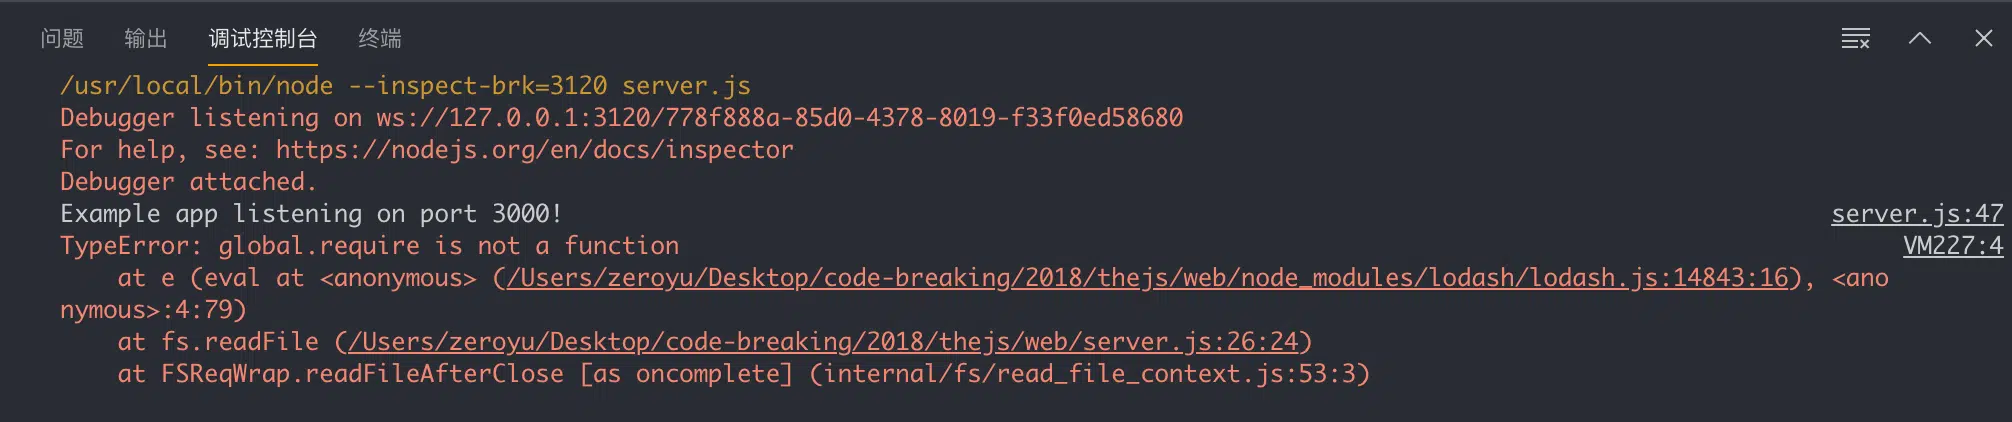 问题 输出 调试控制台 终端
/usr/local/bin/node --inspect-brk=3120 server.js
Debugger listening on ws://127.0.0.1:3120/778f888a-85d0-4378-8019-f33f0ed58680
For help, see: https://nodejs.org/en/docs/inspector
Debugger attached.
Example app listening on port 3000! server.js:47
TypeError: global.require is not a function VM227:4
    at e (eval at <anonymous> (/Users/zeroyu/Desktop/code-breaking/2018/thejs/web/node_modules/lodash/lodash.js:14843:16), <ano
nymous>:4:79)
    at fs.readFile (/Users/zeroyu/Desktop/code-breaking/2018/thejs/web/server.js:26:24)
    at FSReqWrap.readFileAfterClose [as oncomplete] (internal/fs/read_file_context.js:53:3)